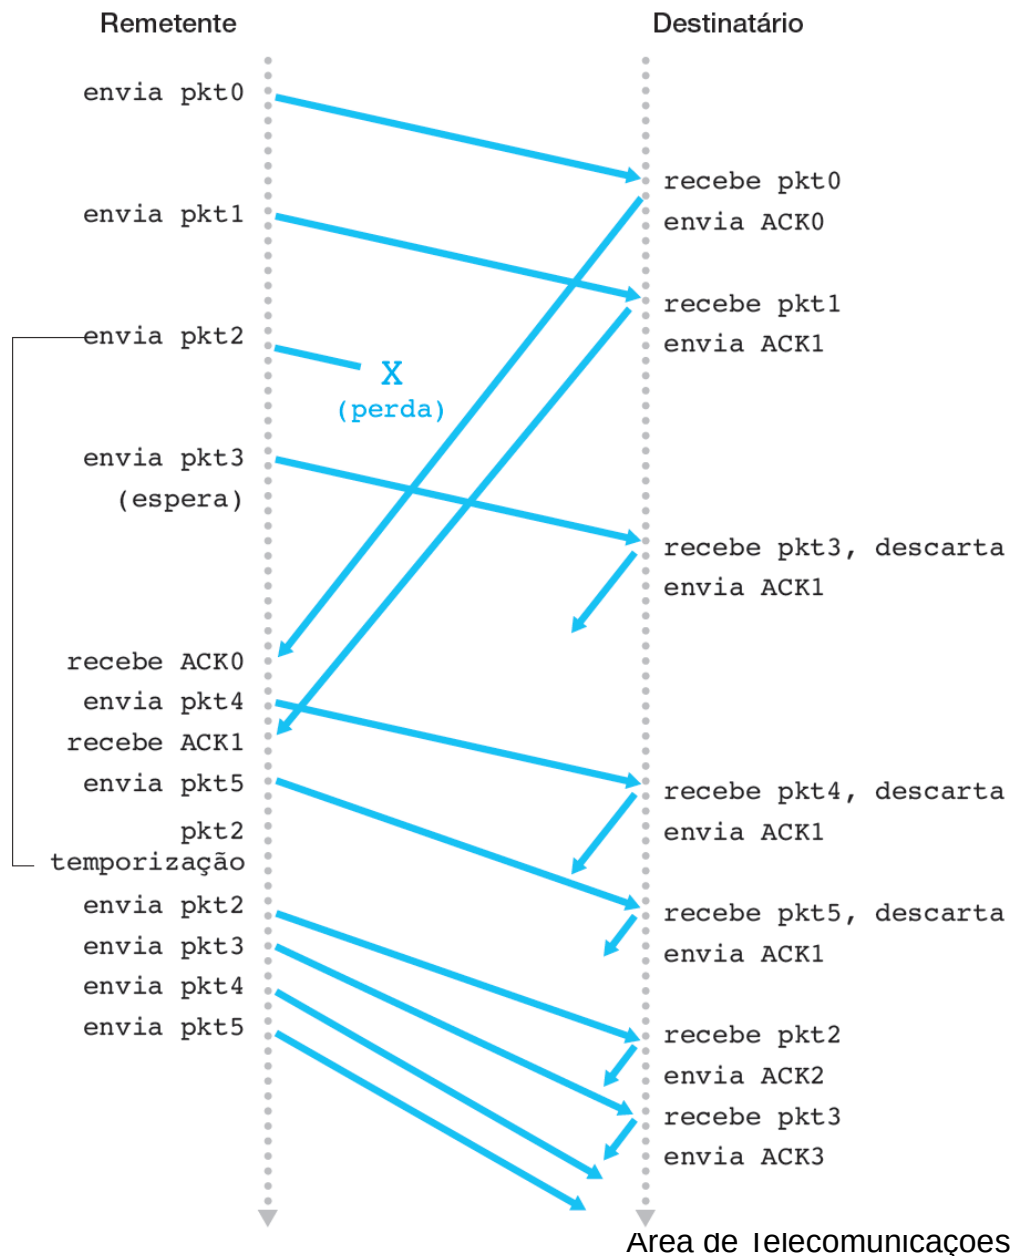 Remetente
Destinatário
envia pkt0
recebe pkt0
envia pkt1
envia ACK0
recebe pkt1
envia pkt2
envia ACK1
X
(perda)
envia pkt3
(espera)
recebe pkt3, descarta
envia ACK1
recebe ACK0
envia pkt4
recebe ACK1
envia pkt5
recebe pkt4, descarta
pkt2
envia ACK1
temporização
envia pkt2
recebe pkt5, descarta
envia pkt3
envia ACK1
envia pkt4
envia pkt5
recebe pkt2
envia ACK2
recebe pkt3
envia ACK3
Área de Telecomunicações